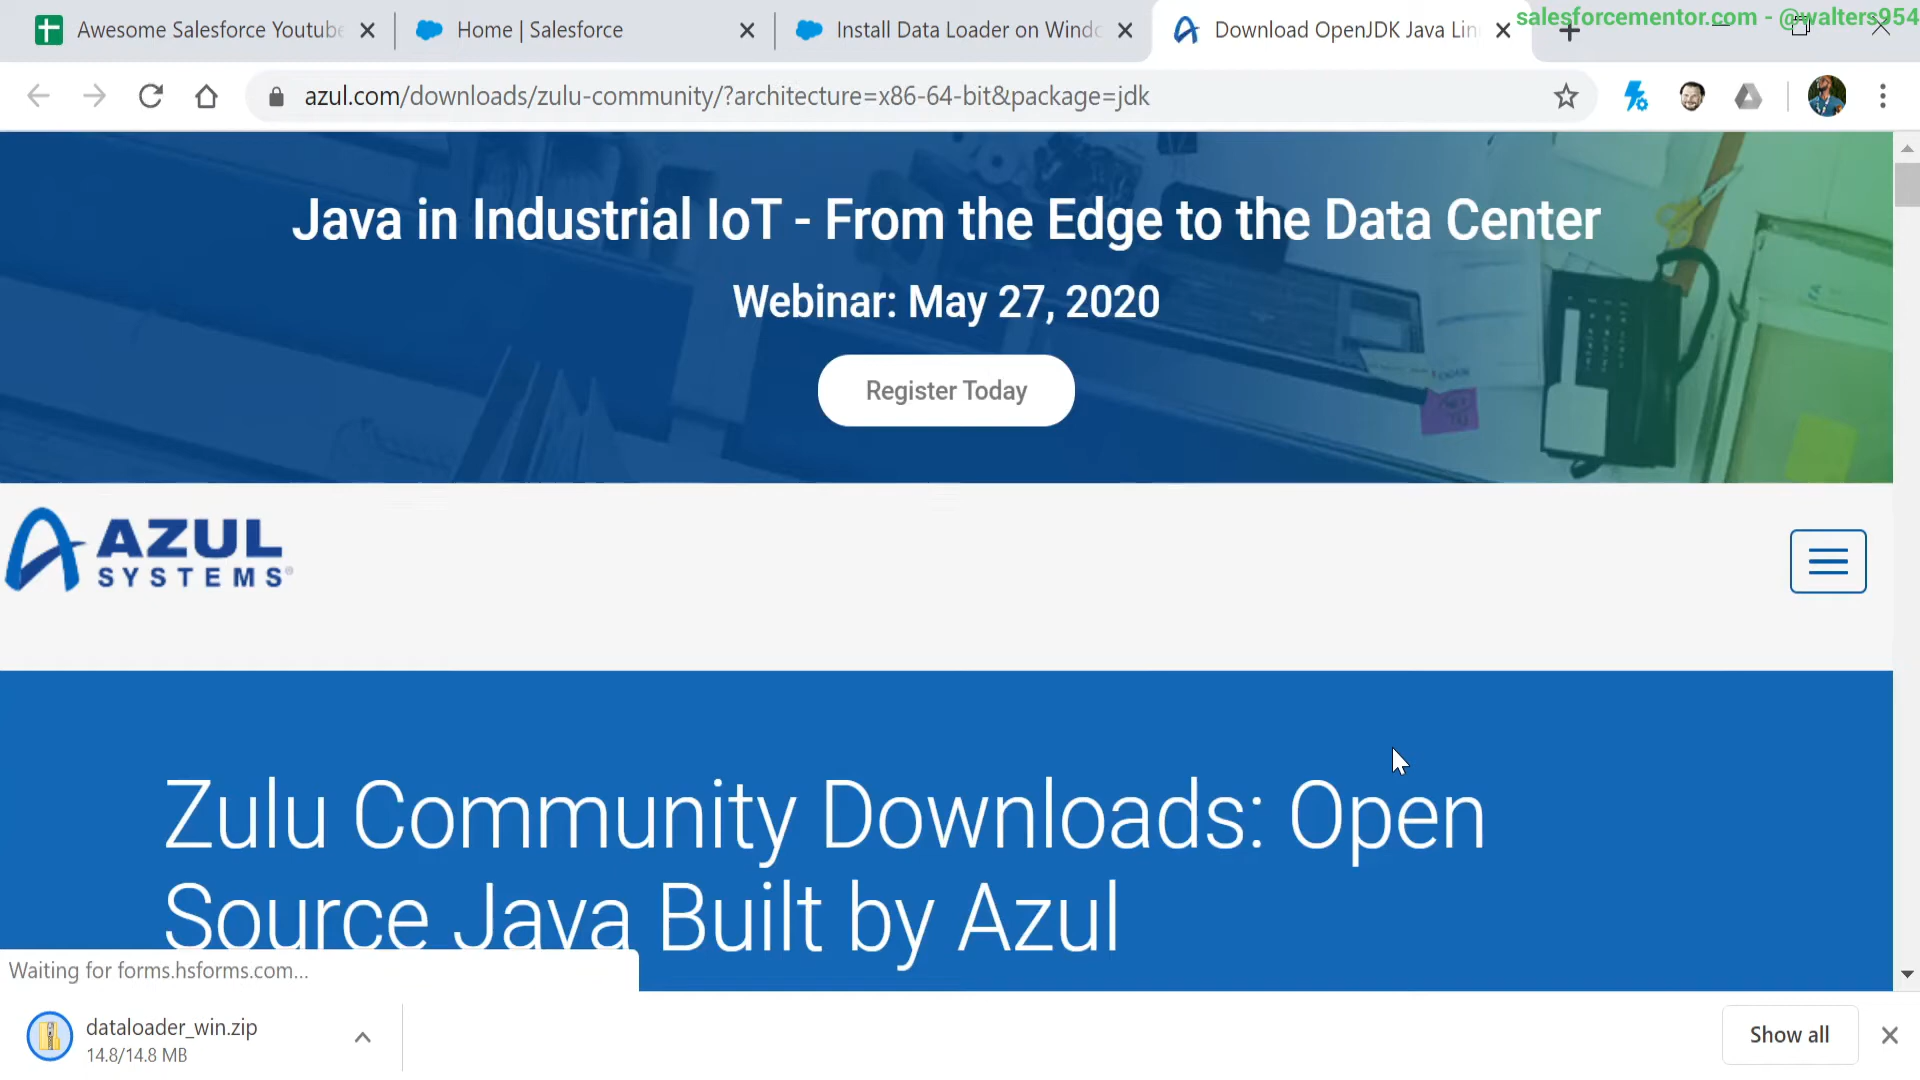 Awesome Salesforce Youtube
Home | Salesforce
Install Data Loader on Windo
Download OpenJDK Java Lin
salesforcementor.com - @walters954
azul.com/downloads/zulu-community/?architecture=x86-64-bit&package=jdk
Java in Industrial IoT - From the Edge to the Data Center
Webinar: May 27, 2020
Register Today
AZUL
SYSTEMS®
Zulu Community Downloads: Open
Source Java Built by Azul
Waiting for forms.hsforms.com...
dataloader_win.zip
14.8/14.8 MB
Show all